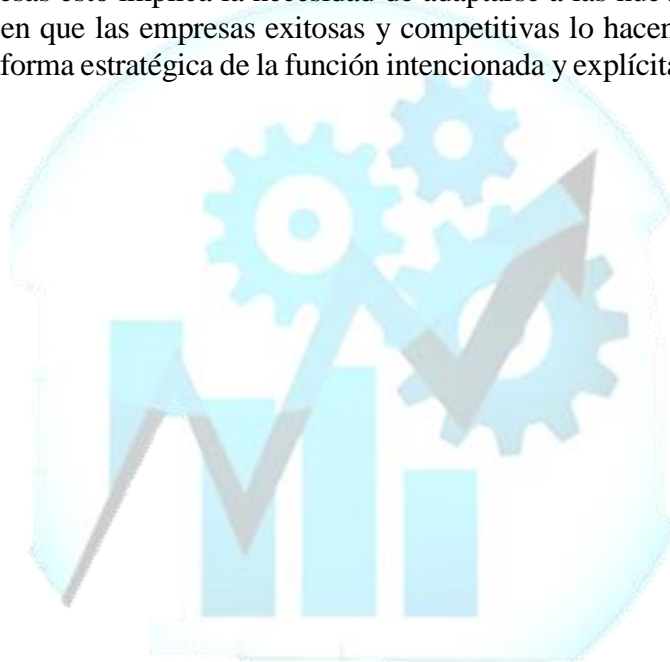 esto implica la necesidad de adaptarse a las
en que las empresas exitosas y competitivas lo hacen
forma estratégica de la función intencionada y